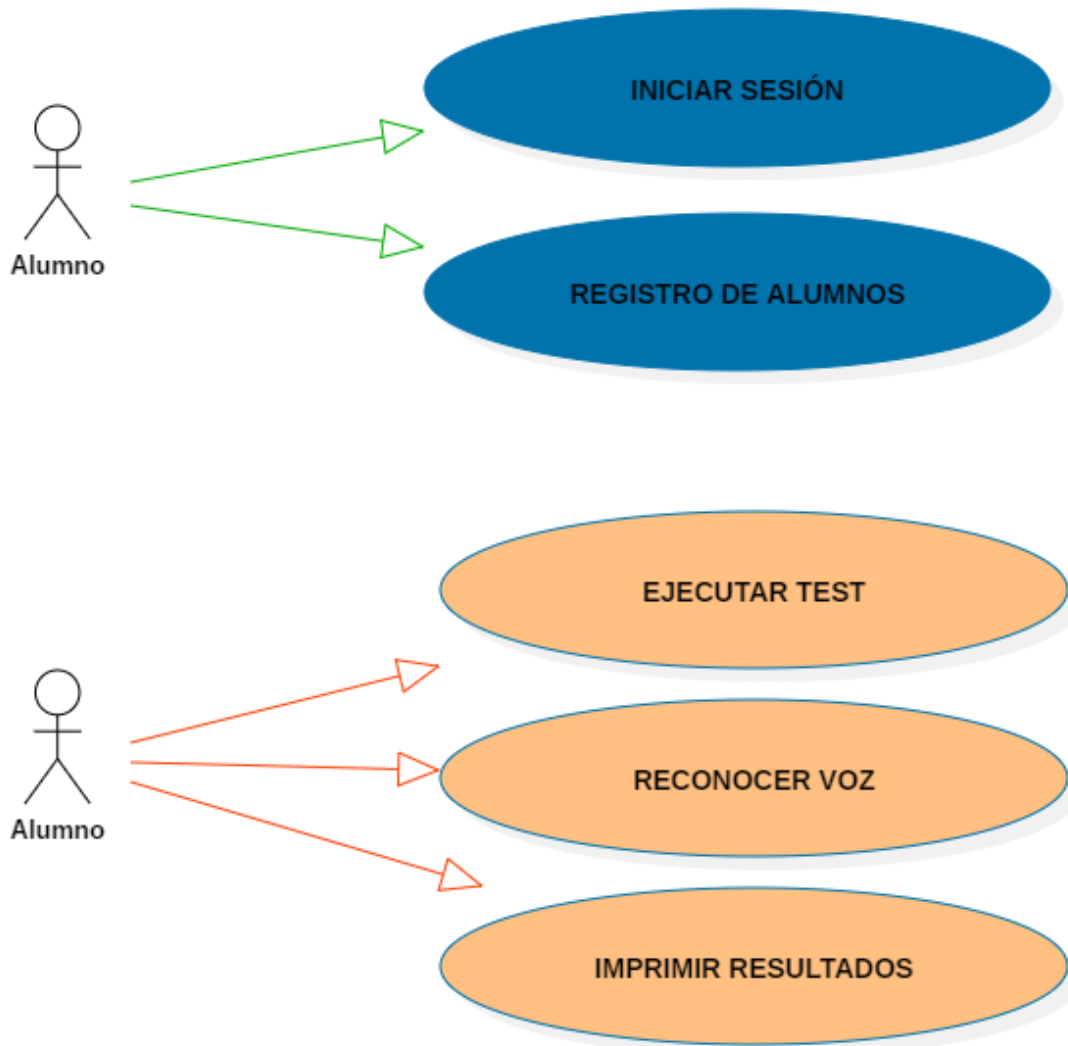 INICIAR SESIÓN
Alumno
REGISTRO DE ALUMNOS
EJECUTAR TEST
RECONOCER VOZ
Alumno
IMPRIMIR RESULTADOS